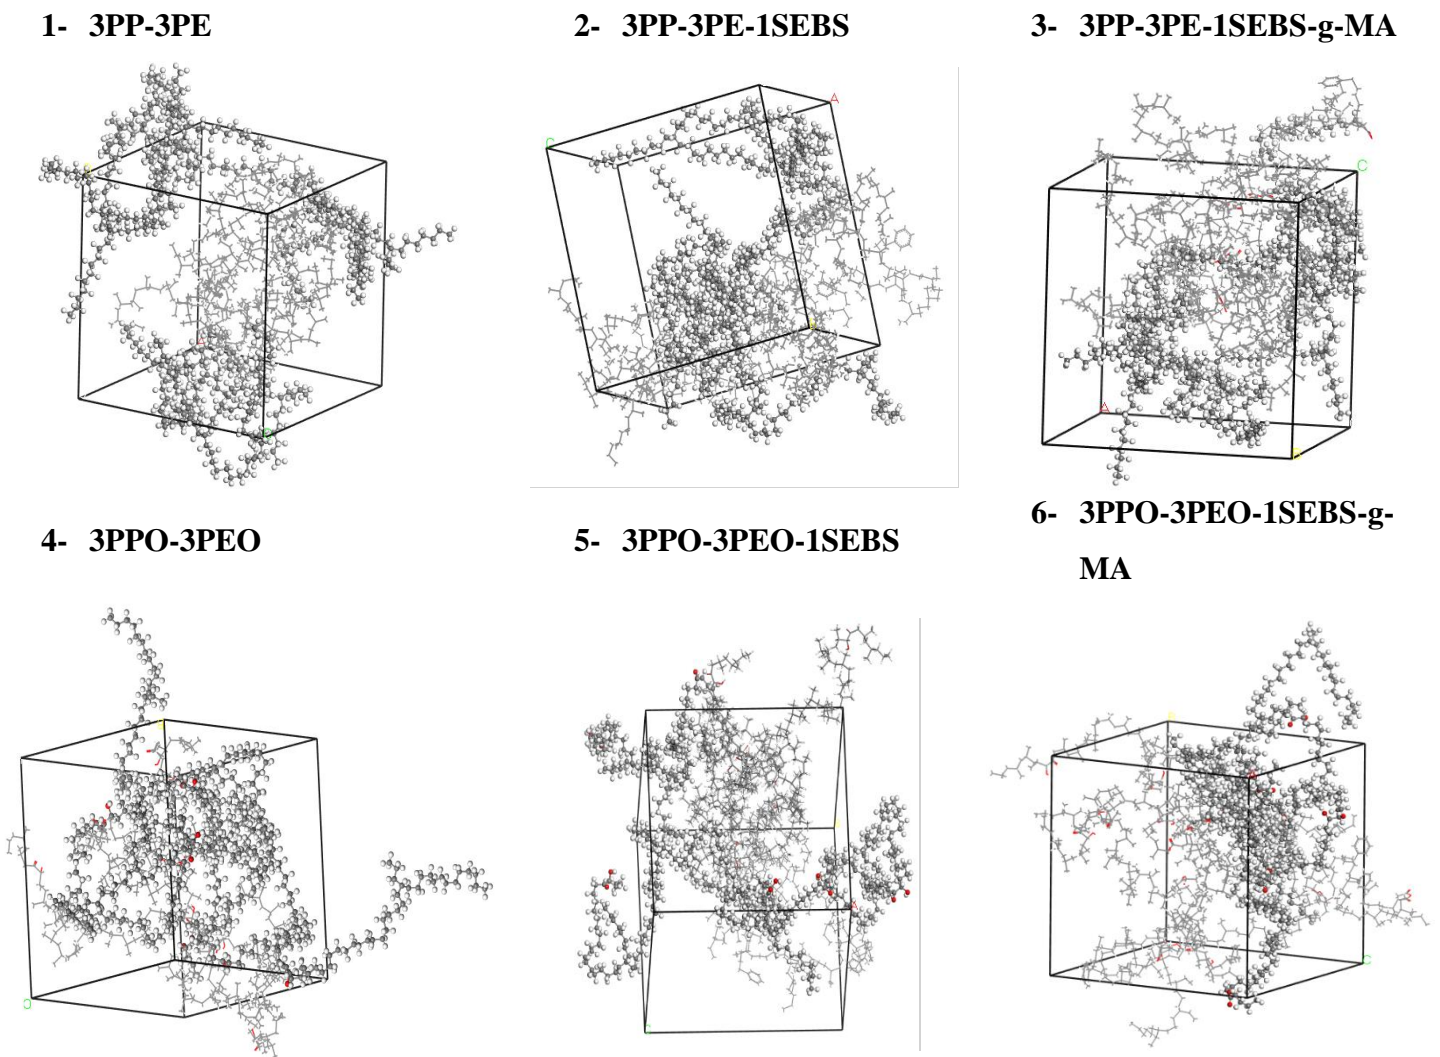 1- 3PP-3PE
2- 3PP-3PE-1SEBS
3- 3PP-3PE-1SEBS-g-MA
A
C
C
A
4- 3PPO-3PEO
5- 3PPO-3PEO-1SEBS
6- 3PPO-3PEO-1SEBS-g-
MA